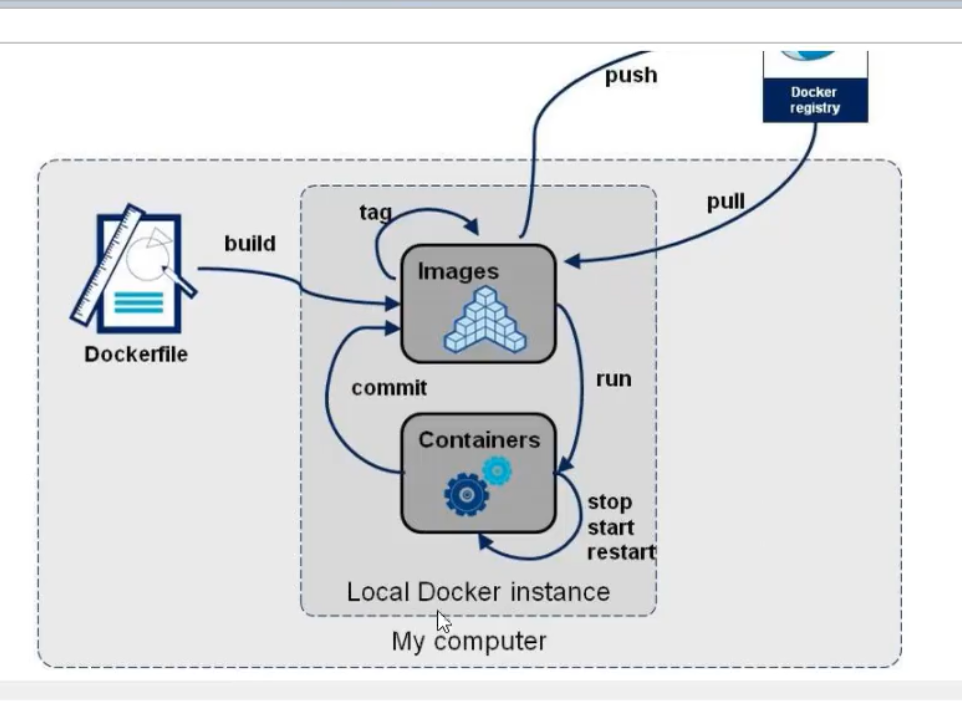 push
Docker
registry
pull
tag
build
Images
Dockerfile
run
commit
Containers
stop
start
restart
Local Docker instance
My computer